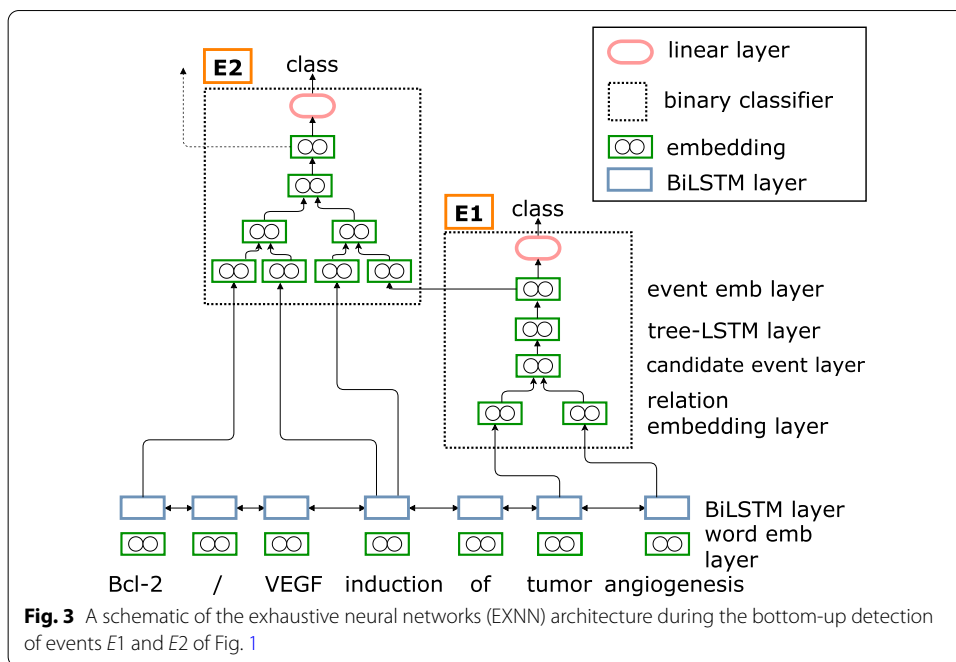 E2
class
linear layer
binary classifier
embedding
BiLSTM layer
E1
class
event emb layer
tree-LSTM layer
candidate event layer
relation
embedding layer
BiLSTM layer
word emb
layer
Bcl-2 / VEGF induction of tumor angiogenesis
Fig. 3 A schematic of the exhaustive neural networks (EXNN) architecture during the bottom-up detection
of events E1 and E2 of Fig. 1